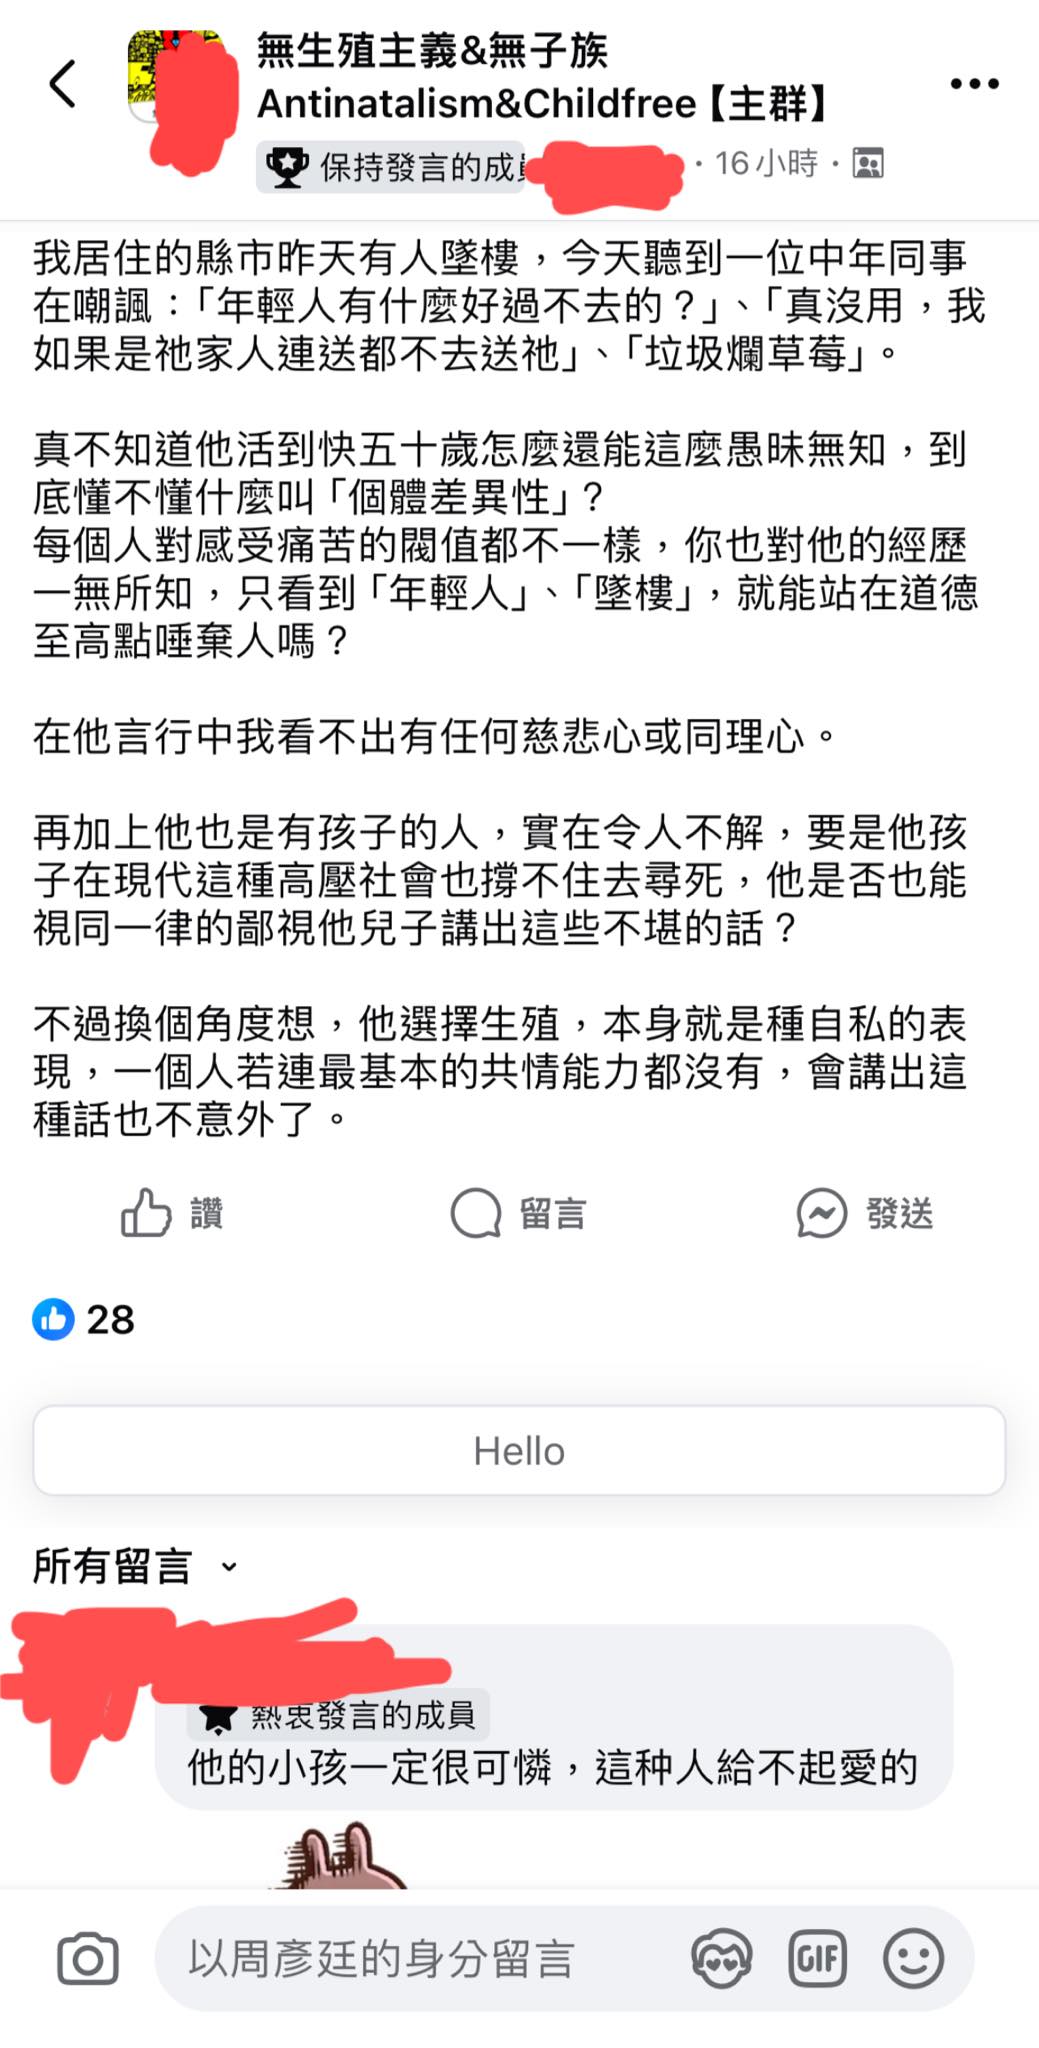 無生殖主義&無子族
Antinatalism&Childfree【主群】
保持發言的成員
· 16 小時 ·
我居住的縣市昨天有人墜樓，今天聽到一位中年同事
在嘲諷：「年輕人有什麼好過不去的？」、「真沒用，我
如果是祂家人連送都不去送祂」、「垃圾爛草莓」。
真不知道他活到快五十歲怎麼還能這麼愚昧無知，到
底懂不懂什麼叫「個體差異性」？
每個人對感受痛苦的閥值都不一樣，你也對他的經歷
一無所知，只看到「年輕人」、「墜樓」，就能站在道德
至高點唾棄人嗎？
在他言行中我看不出有任何慈悲心或同理心。
再加上他也是有孩子的人，實在令人不解，要是他孩
子在現代這種高壓社會也撐不住去尋死，他是否也能
視同一律的鄙視他兒子講出這些不堪的話？
不過換個角度想，他選擇生殖，本身就是種自私的表
現，一個人若連最基本的共情能力都沒有，會講出這
種話也不意外了。
讚 留言 發送
28
Hello
所有留言
熱衷發言的成員
他的小孩一定很可憐，這种人給不起愛的
以周彥廷的身分留言 GIF